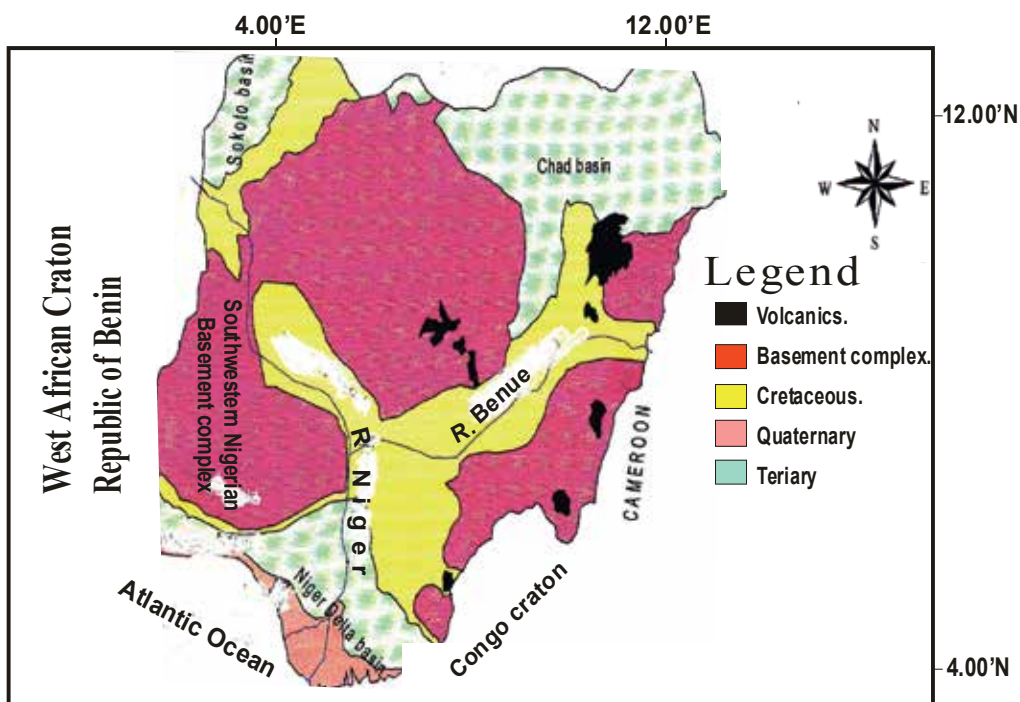 4.00'E
12.00'E
12.00'N
Sokoto basin
Chad basin
N
W
E
S
West African Craton
Republic of Benin
Southwestern Nigerian
Basement complex
Legend
Volcanics.
Basement complex.
Cretaceous.
Quaternary
Teriary
R. Benue
R Niger
CAMEROON
Niger Delta basin
Atlantic Ocean
Congo craton
4.00'N